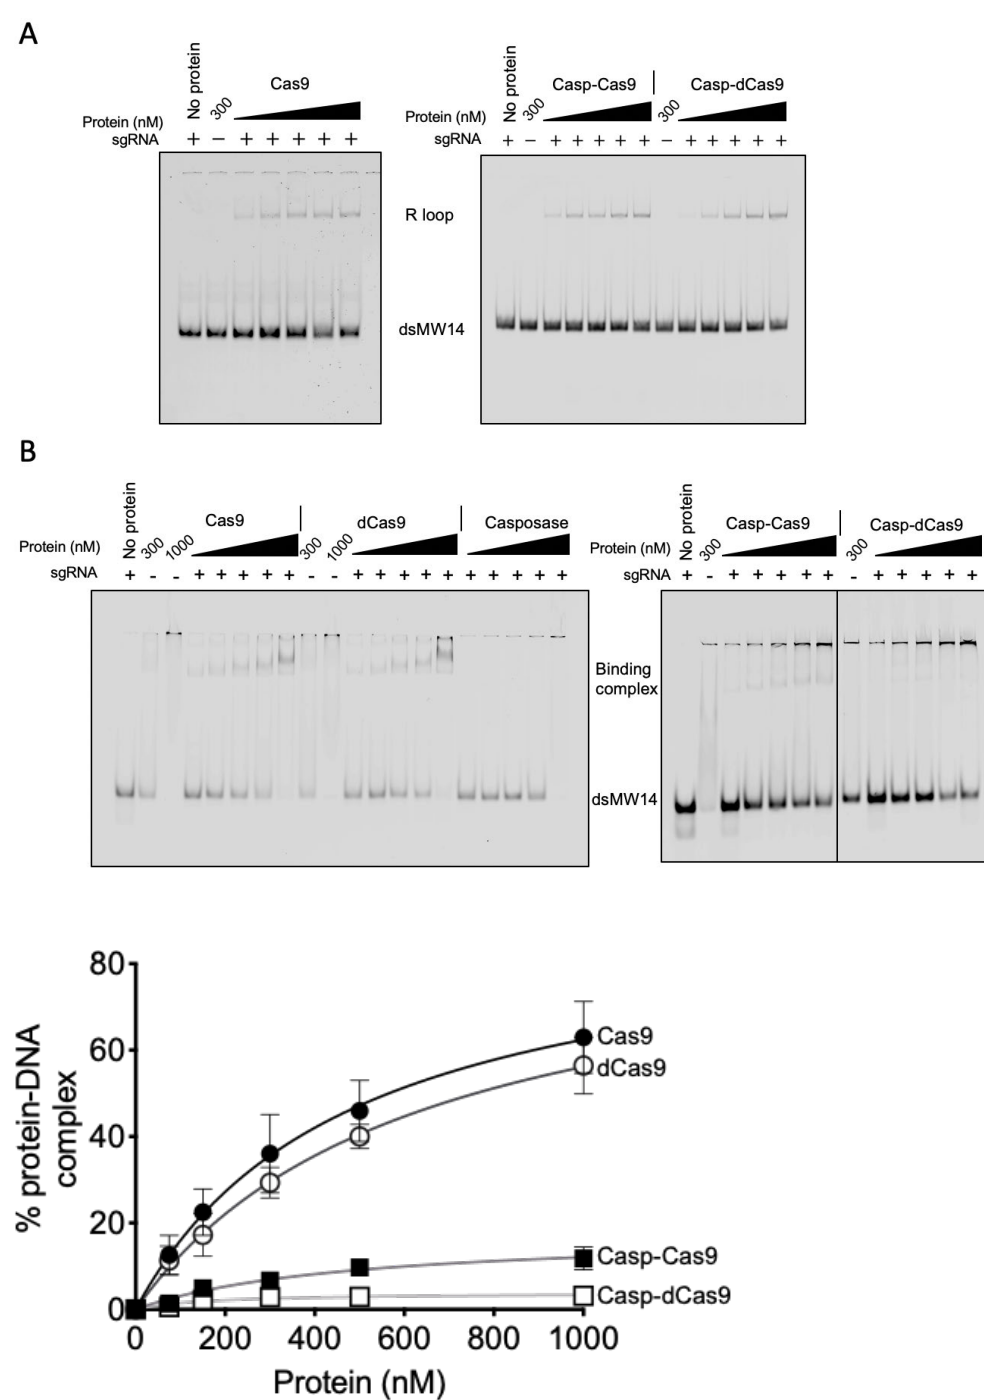 A
No protein
300
Cas9
Protein (nM)
sgRNA
+ − + + + + +
No protein
300
Casp-Cas9
300
Casp-dCas9
Protein (nM)
sgRNA
+ − + + + + + − + + + + +
R loop
dsMW14
B
No protein
300
1000
Cas9
300
1000
dCas9
Casposase
Protein (nM)
sgRNA
+ - - + + + + + - - + + + + + + + + + +
No protein
300
Casp-Cas9
300
Casp-dCas9
Protein (nM)
sgRNA
+ - + + + + + - + + + + +
Binding
complex
dsMW14
% protein-DNA
complex
80
60
40
20
0
Cas9
dCas9
Casp-Cas9
Casp-dCas9
0 200 400 600 800 1000
Protein (nM)